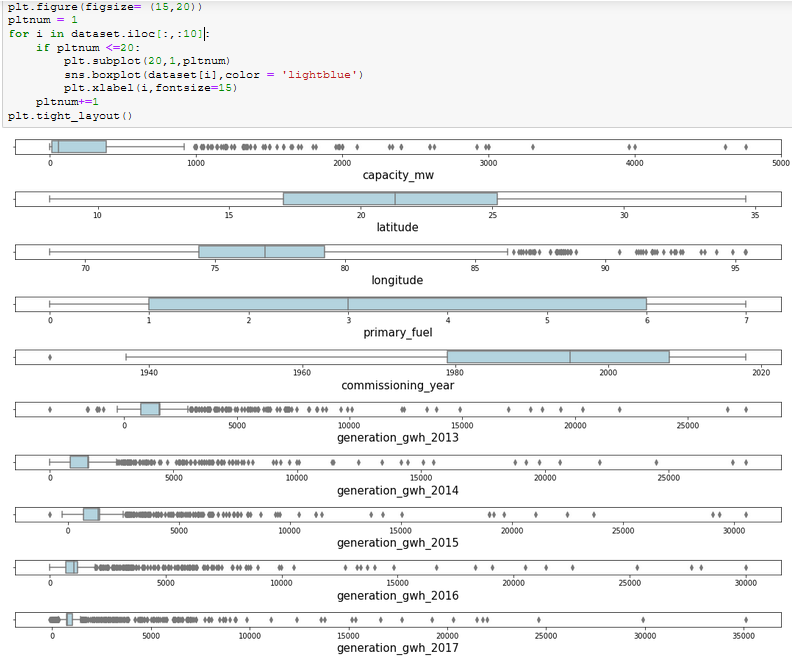 plt.figure(figsize= (15,20))
pltnum = 1
for i in dataset.iloc[:,:10]:
    if pltnum <=20:
        plt.subplot(20,1,pltnum)
        sns.boxplot(dataset[i],color = 'lightblue')
        plt.xlabel(i,fontsize=15)
    pltnum+=1
plt.tight_layout()
0 1000 2000 3000 4000 5000
capacity_mw
10 15 20 25 30 35
latitude
70 75 80 85 90 95
longitude
0 1 2 3 4 5 6 7
primary_fuel
1940 1960 1980 2000 2020
commissioning_year
0 5000 10000 15000 20000 25000
generation_gwh_2013
0 5000 10000 15000 20000 25000
generation_gwh_2014
0 5000 10000 15000 20000 25000 30000
generation_gwh_2015
0 5000 10000 15000 20000 25000 30000
generation_gwh_2016
0 5000 10000 15000 20000 25000 30000 35000
generation_gwh_2017